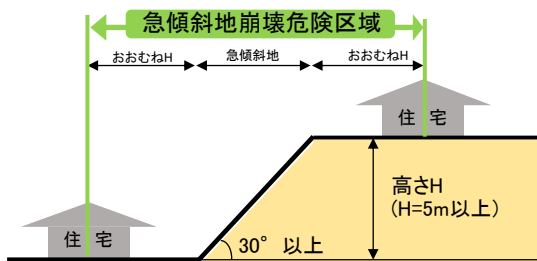 急傾斜地崩壊危険区域
おおむねH
急傾斜地
おおむねH
住宅
高さH
(H=5m以上)
住宅
30°以上